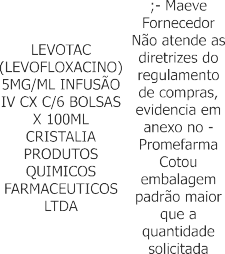 LEVOTAC
(LEVOFLOXACINO)
5MG/ML INFUSÃO
IV CX C/6 BOLSAS
X 100ML
CRISTALIA
PRODUTOS
QUIMICOS
FARMACEUTICOS
LTDA
;- Maeve
Fornecedor
Não atende as
diretrizes do
regulamento
de compras,
evidencia em
anexo no -
Promefarma
Cotou
embalagem
padrão maior
que a
quantidade
solicitada